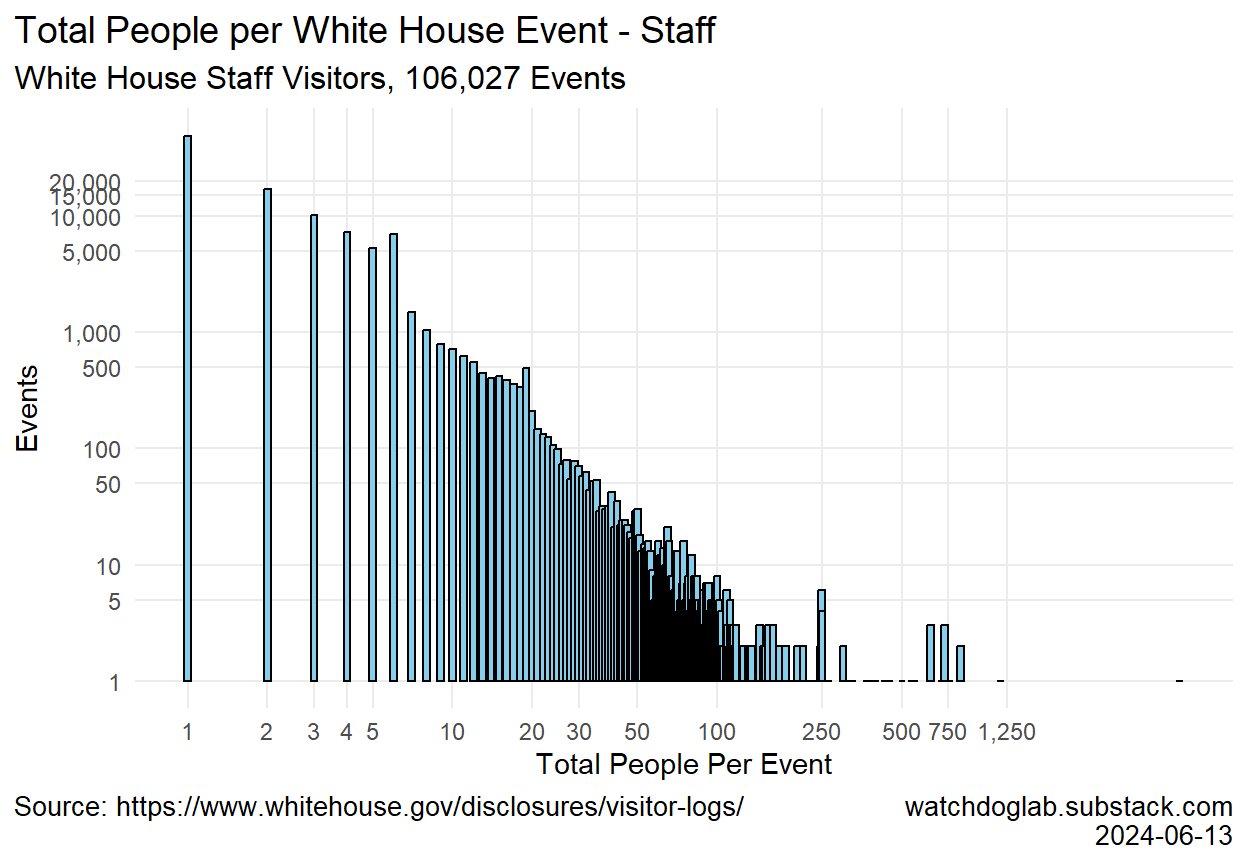 Total People per White House Event - Staff
White House Staff Visitors, 106,027 Events
20,000
15,000
10,000
5,000
1,000
500
100
50
10
5
1
Events
1 2 3 4 5 10 20 30 50 100 250 500 750 1,250
Total People Per Event
Source: https://www.whitehouse.gov/disclosures/visitor-logs/ watchdoglab.substack.com
2024-06-13